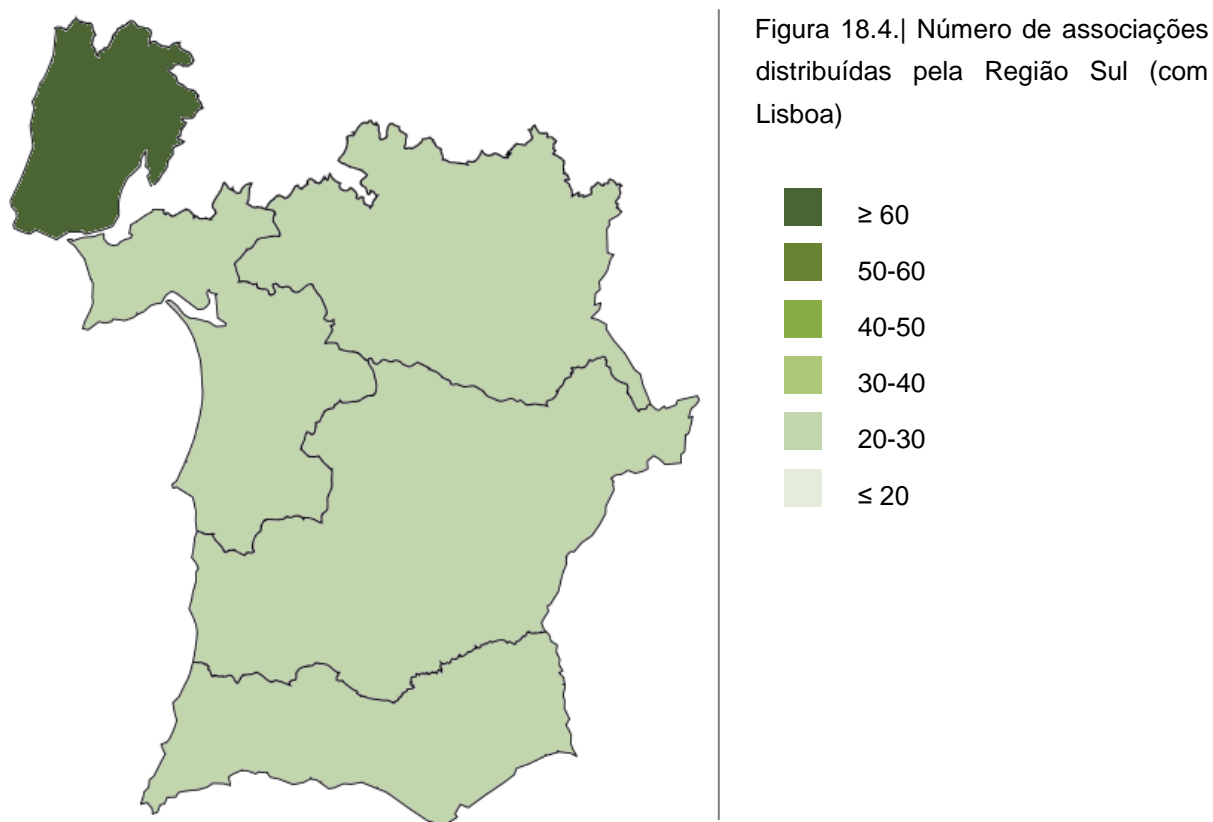 Figura 18.4.| Número de associações
distribuídas pela Região Sul (com
Lisboa)
≥ 60
50-60
40-50
30-40
20-30
≤ 20